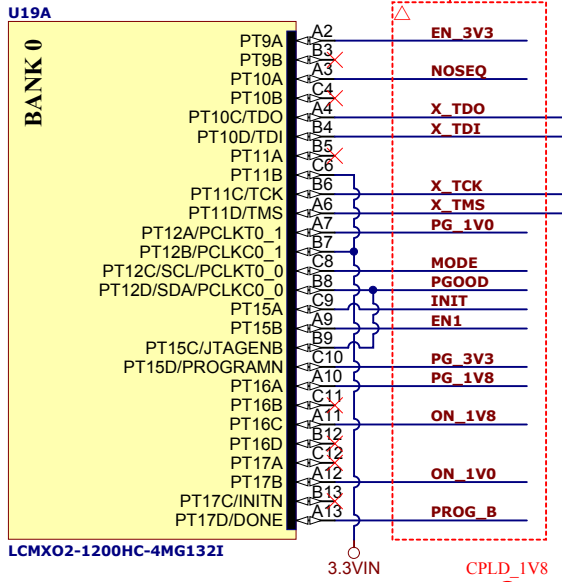 U19A
BANK 0
PT9A A2 EN_3V3
PT9B B3
PT10A A3 NOSEQ
PT10B C4
PT10C/TDO A4 X_TDO
PT10D/TDI B4 X_TDI
PT11A B5
PT11B C6
PT11C/TCK B6 X_TCK
PT11D/TMS A6 X_TMS
PT12A/PCLKT0_1 A7 PG_1V0
PT12B/PCLKC0_1 B7
PT12C/SCL/PCLKT0_0 C8 MODE
PT12D/SDA/PCLKC0_0 B8 PGOOD
PT15A C9 INIT
PT15B A9 EN1
PT15C/JTAGENB B9
PT15D/PROGRAMN C10 PG_3V3
PT16A A10 PG_1V8
PT16B C11
PT16C A11 ON_1V8
PT16D B12
PT17A C12
PT17B A12 ON_1V0
PT17C/INITN B13
PT17D/DONE A13 PROG_B
LCMXO2-1200HC-4MG132I
3.3VIN CPLD_1V8